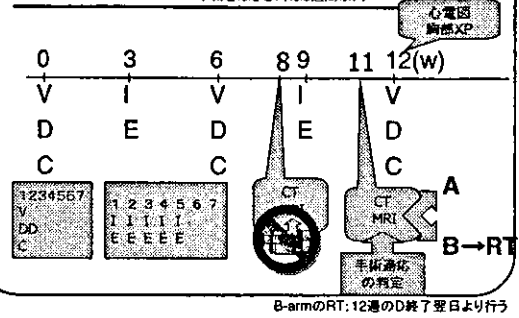 心電図
胸部XP
0 3 6 8 9 11 12(w)
V I V I V
D E D E D
C C C
1234567
V
DD
C
1 2 3 4 5 6 7
I I I I I
E E E E E
CT
CT
MRI
A
B→RT
手術適応
の判定
B-armのRT:12週のD終了翌日より行う